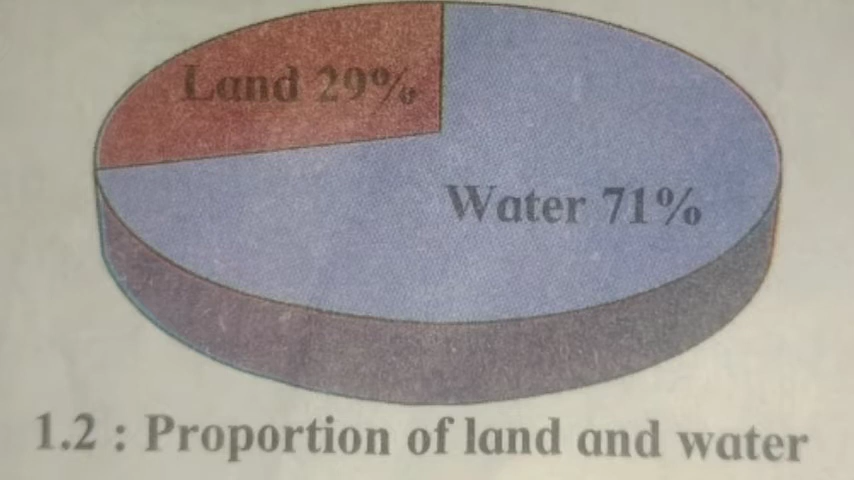 Land 29%
Water 71%
1.2 : Proportion of land and water